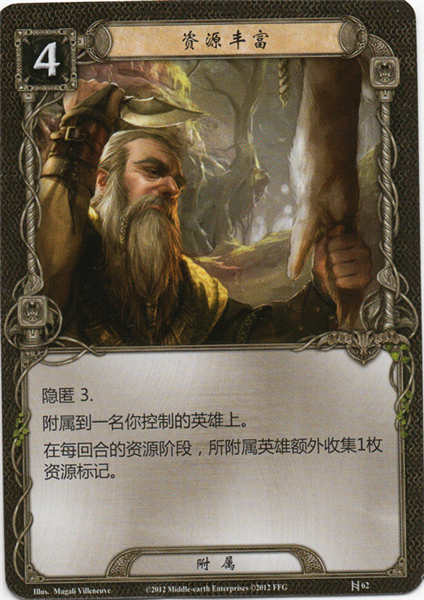 资源丰富
4
隐匿 3.
附属到一名你控制的英雄上。
在每回合的资源阶段，所附属英雄额外收集1枚
资源标记。
附属
Illus. Magali Villeneuve
©2012 Middle-earth Enterprises ©2012 FFG
62